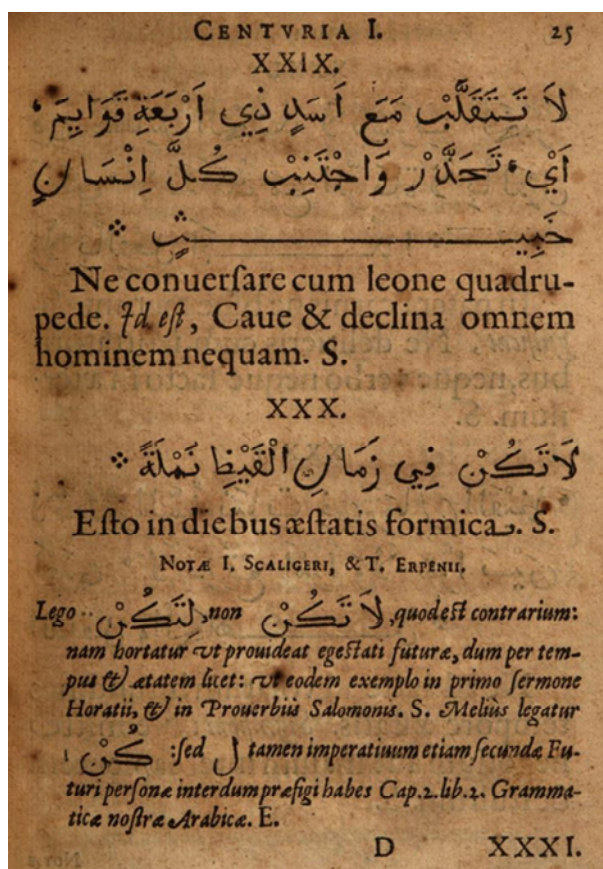 CENTVRIA I. 25
XXIX.
لاَ تَسْتَقَلَّبْ مَعَ اَسَدٍ ذِي اَرْبَعَةِ قَوَايِمَ،
اَيْ، تَحَذَّرْ وَاجْتَنِبْ كُلَّ اِنْسَانٍ
خَبِيثٍ ⁘
Ne conuerſare cum leone quadru-
pede. Id eſt, Caue & declina omnem
hominem nequam. S.
XXX.
لَا تَكُنْ فِي زَمَانِ الْقَيْظِ نَمْلَةً ⁘
Eſto in diebus æſtatis formica. S.
NOTÆ I. SCALIGERI, & T. ERPENII.
Lego لِتَكُنْ, non لاَ تَكُنْ, quod eſt contrarium:
nam hortatur vt prouideat egeſtati futuræ, dum per tem-
pus & ætatem licet: vt eodem exemplo in primo ſermone
Horatii, & in Prouerbiis Salomonis. S. Meliùs legatur
كُنْ: ſed لِ tamen imperatiuum etiam ſecundæ Fu-
turi perſonæ interdum præfigi habes Cap.2. lib.2. Gramma-
ticæ noſtræ Arabicæ. E.
D XXXI.